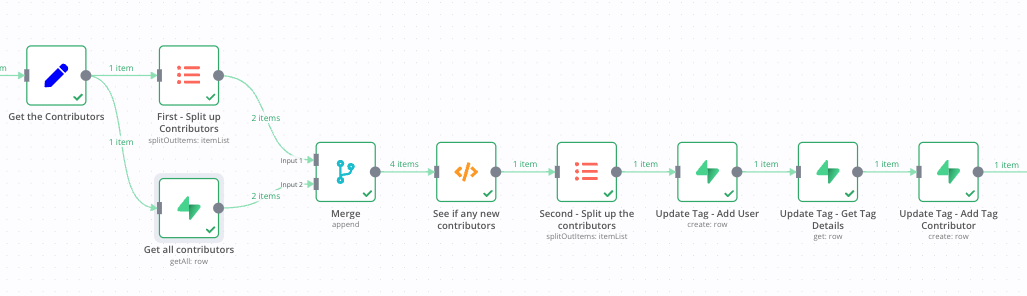 m
1 item
Get the Contributors
First - Split up
Contributors
splitOutItems: itemList
1 item
2 items
Input 1
Input 2
2 items
Get all contributors
getAll: row
Merge
append
4 items
See if any new
contributors
1 item
Second - Split up the
contributors
splitOutItems: itemList
1 item
Update Tag - Add User
create: row
1 item
Update Tag - Get Tag
Details
get: row
1 item
Update Tag - Add Tag
Contributor
create: row
1 item